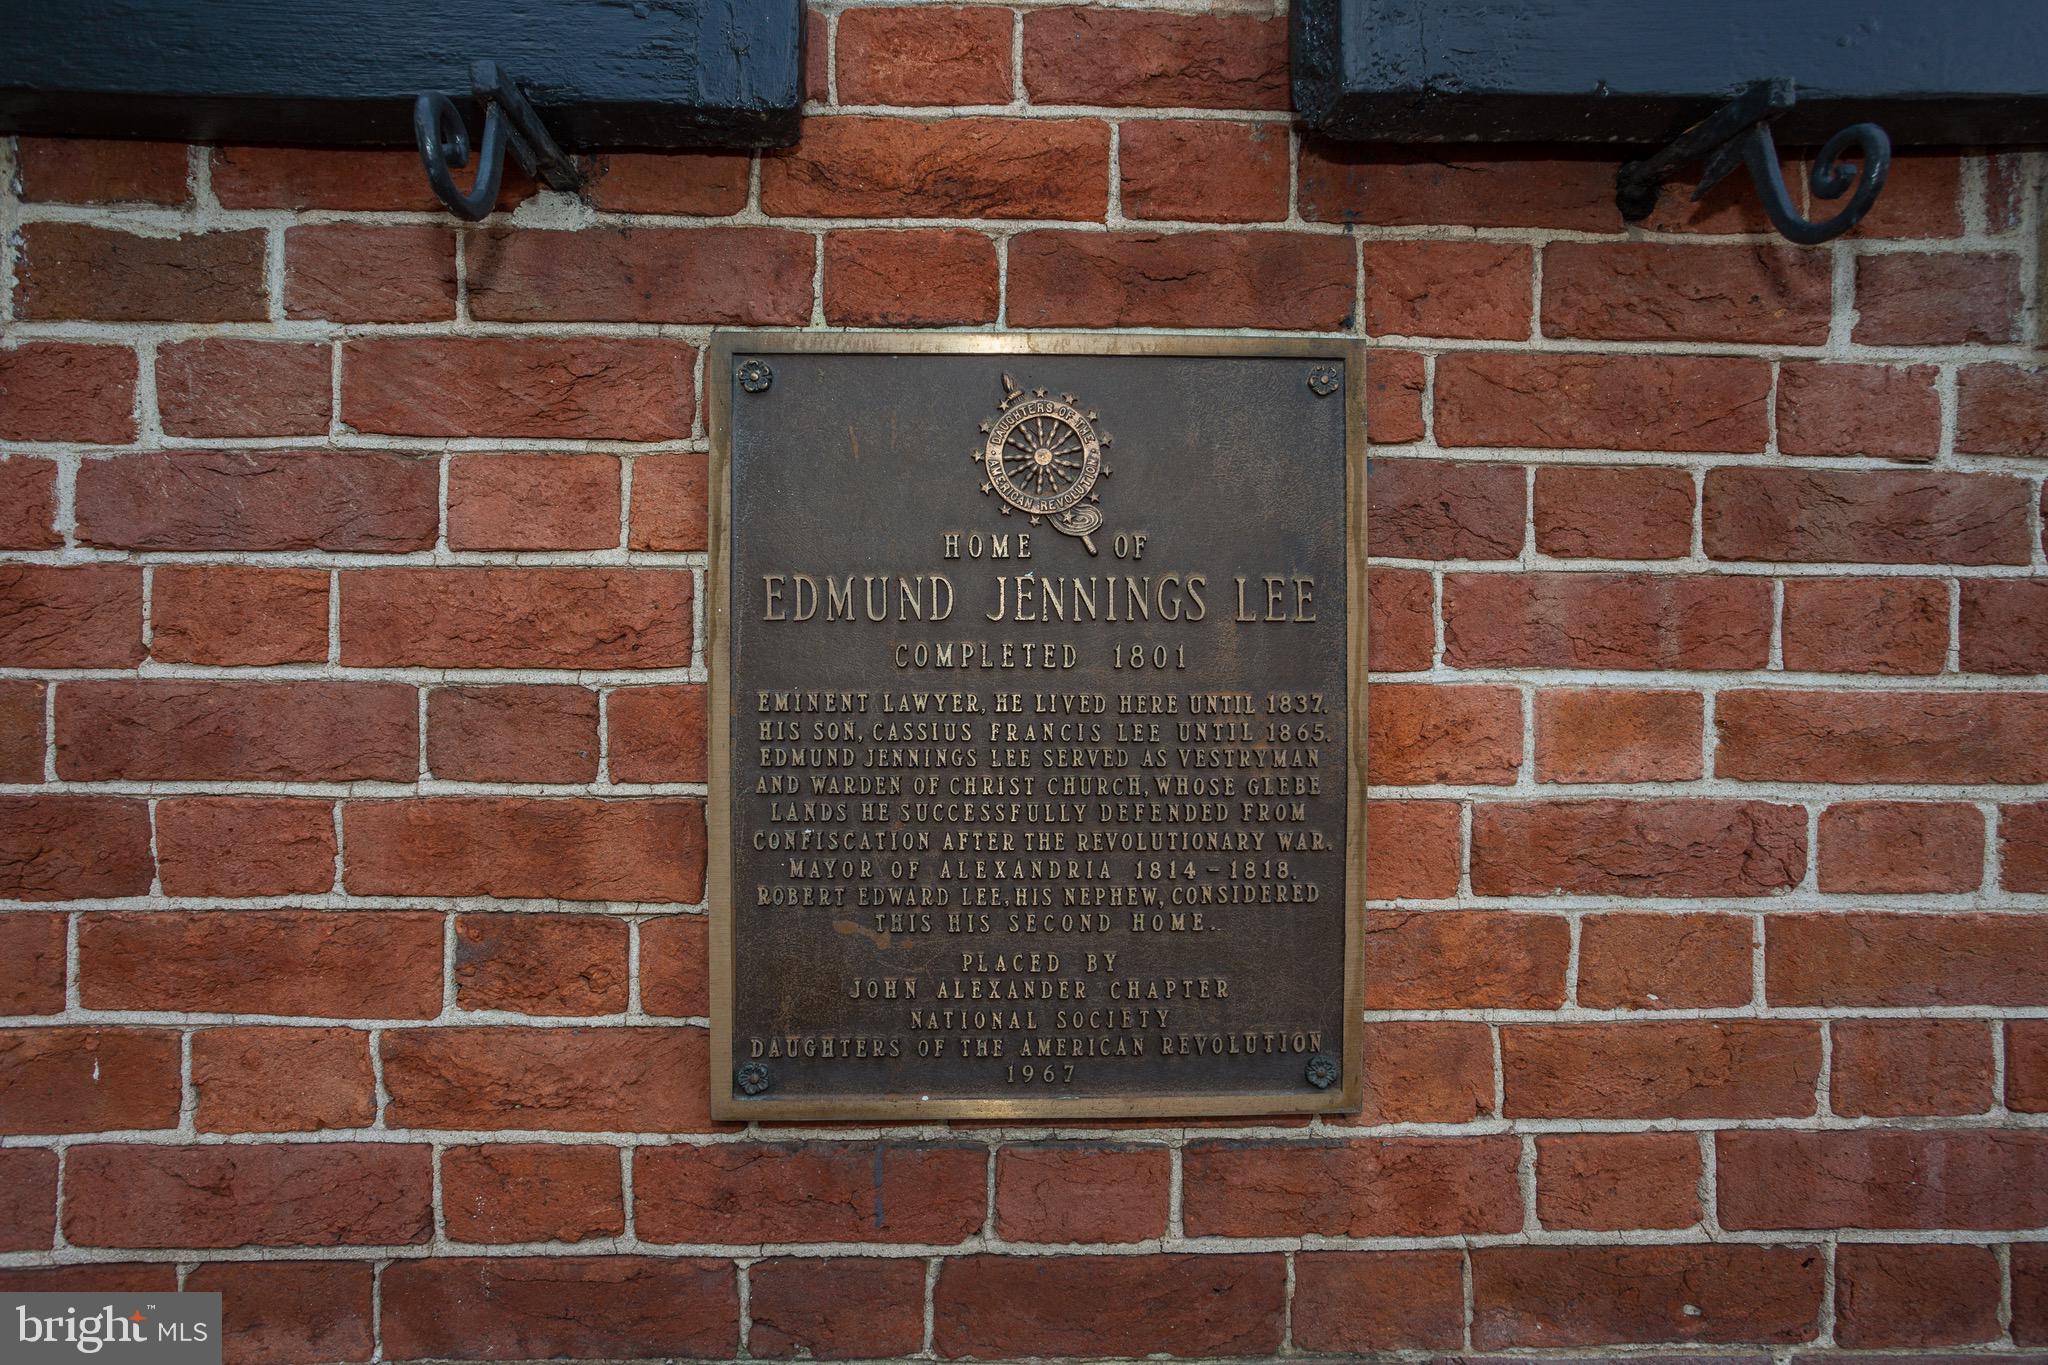 DAUGHTERS OF THE
AMERICAN REVOLUTION
HOME OF
EDMUND JENNINGS LEE
COMPLETED 1801
EMINENT LAWYER, HE LIVED HERE UNTIL 1837.
HIS SON, CASSIUS FRANCIS LEE UNTIL 1865.
EDMUND JENNINGS LEE SERVED AS VESTRYMAN
AND WARDEN OF CHRIST CHURCH, WHOSE GLEBE
LANDS HE SUCCESSFULLY DEFENDED FROM
CONFISCATION AFTER THE REVOLUTIONARY WAR.
MAYOR OF ALEXANDRIA 1814-1818.
ROBERT EDWARD LEE, HIS NEPHEW, CONSIDERED
THIS HIS SECOND HOME.
PLACED BY
JOHN ALEXANDER CHAPTER
NATIONAL SOCIETY
DAUGHTERS OF THE AMERICAN REVOLUTION
1967
bright™ MLS